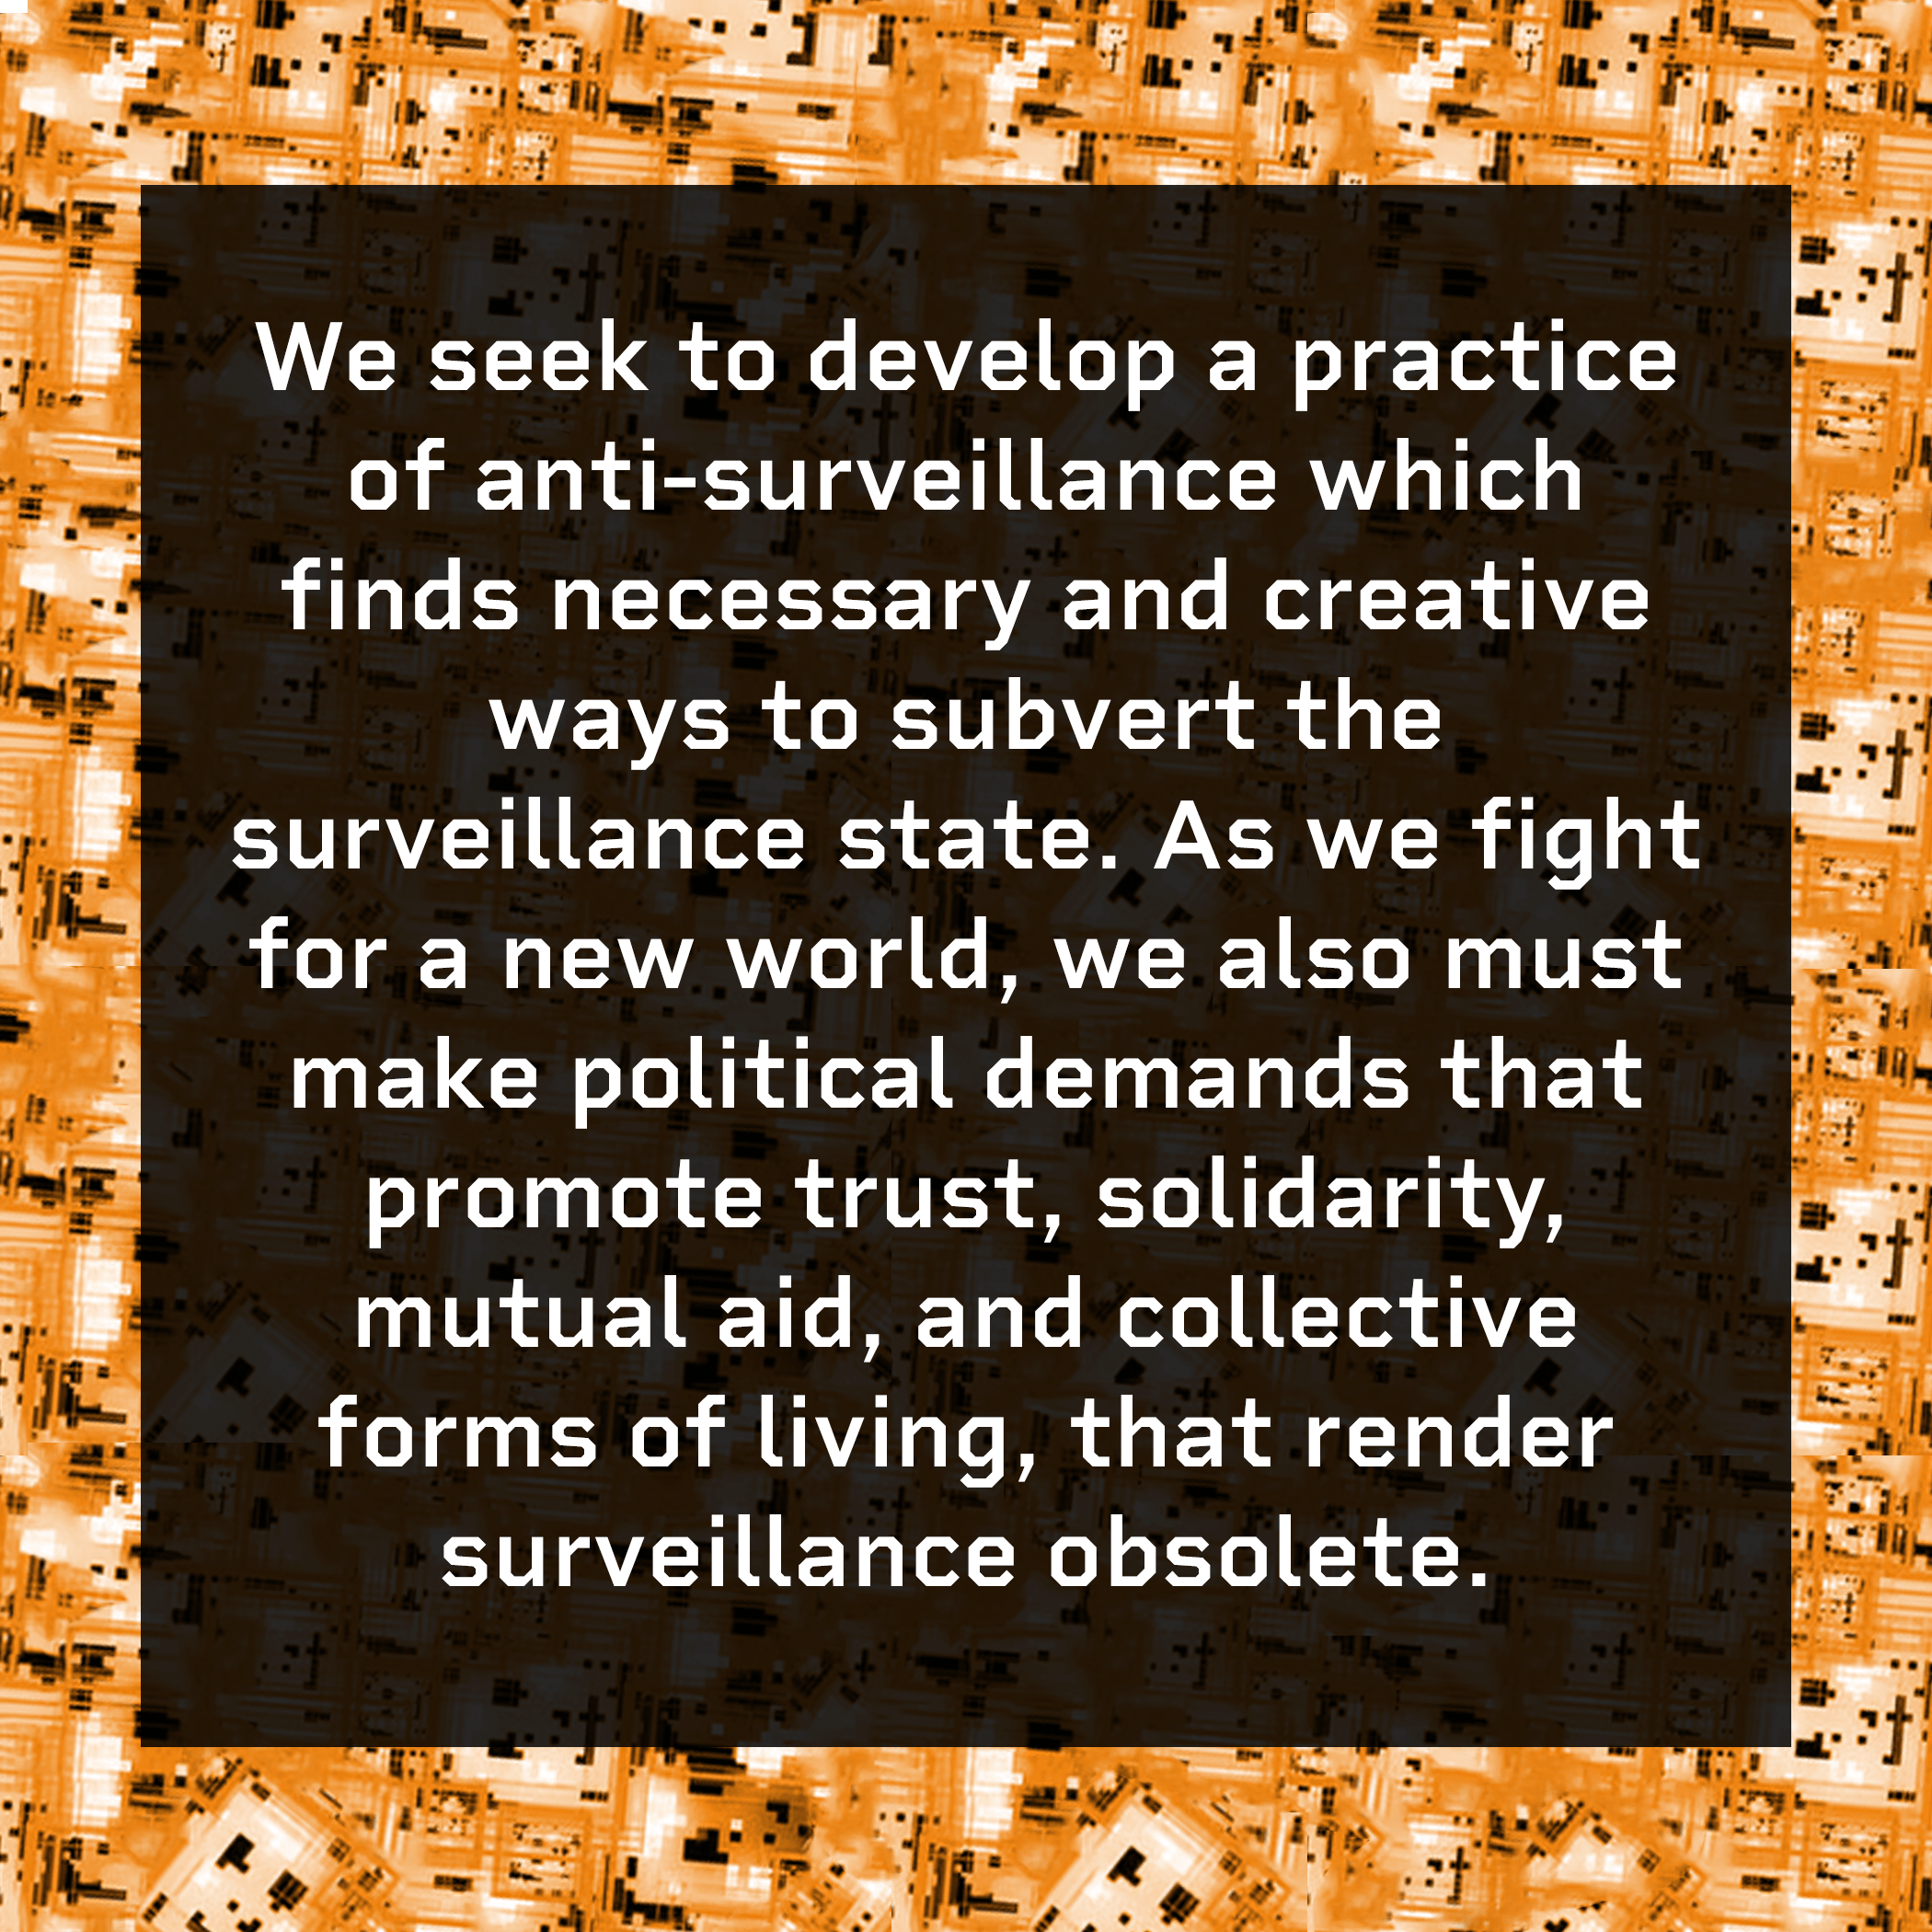 We seek to develop a practice
of anti-surveillance which
finds necessary and creative
ways to subvert the
surveillance state. As we fight
for a new world, we also must
make political demands that
promote trust, solidarity,
mutual aid, and collective
forms of living, that render
surveillance obsolete.